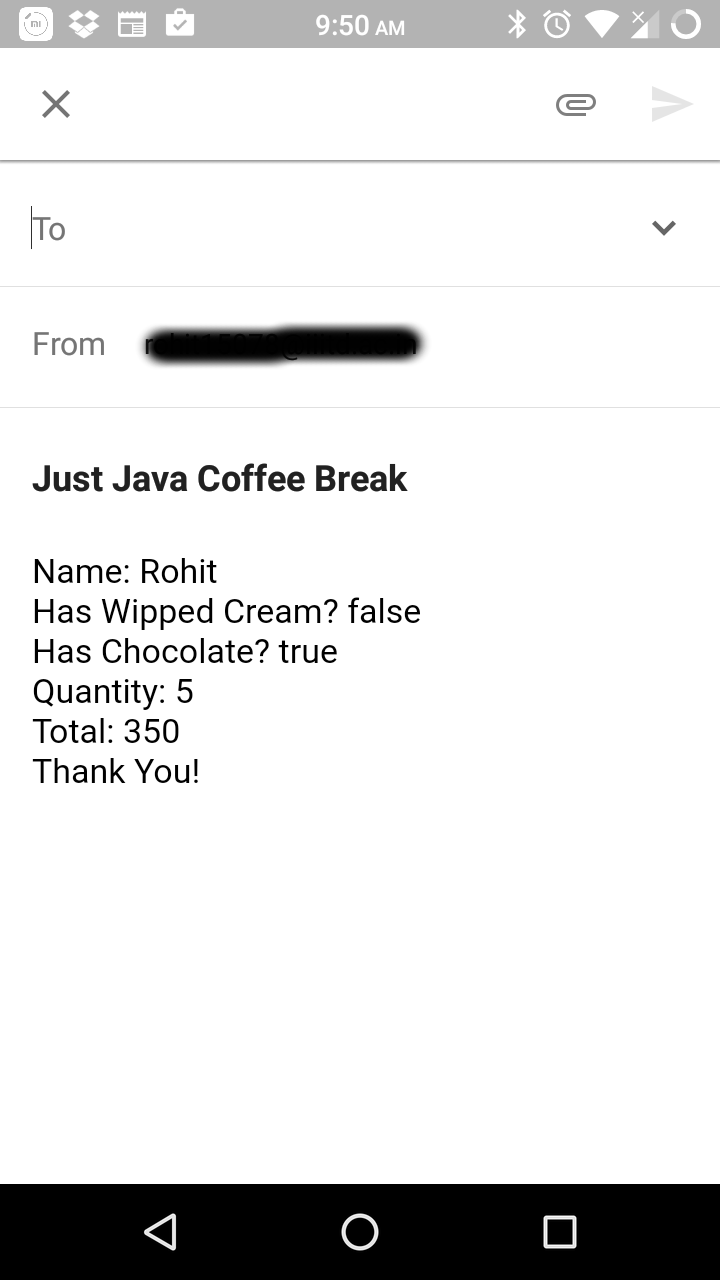 9:50 AM
To
From
Just Java Coffee Break
Name: Rohit
Has Wipped Cream? false
Has Chocolate? true
Quantity: 5
Total: 350
Thank You!